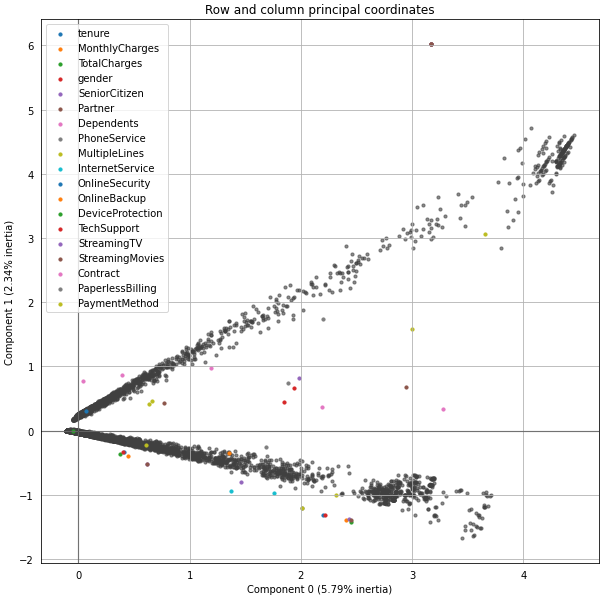 Row and column principal coordinates
tenure
MonthlyCharges
TotalCharges
gender
SeniorCitizen
Partner
Dependents
PhoneService
MultipleLines
InternetService
OnlineSecurity
OnlineBackup
DeviceProtection
TechSupport
StreamingTV
StreamingMovies
Contract
PaperlessBilling
PaymentMethod
6
5
4
3
2
1
0
−1
−2
Component 1 (2.34% inertia)
0 1 2 3 4
Component 0 (5.79% inertia)